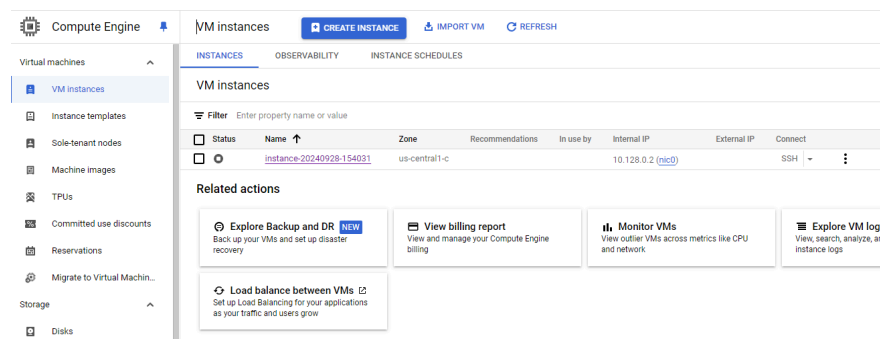 Compute Engine
Virtual machines
VM instances
Instance templates
Sole-tenant nodes
Machine images
TPUs
Committed use discounts
Reservations
Migrate to Virtual Machin...
Storage
Disks
VM instances
CREATE INSTANCE
IMPORT VM
REFRESH
INSTANCES
OBSERVABILITY
INSTANCE SCHEDULES
VM instances
Filter Enter property name or value
Status Name Zone Recommendations In use by Internal IP External IP Connect
instance-20240928-154031 us-central1-c 10.128.0.2 (nic0) SSH
Related actions
Explore Backup and DR NEW
Back up your VMs and set up disaster
recovery
View billing report
View and manage your Compute Engine
billing
Monitor VMs
View outlier VMs across metrics like CPU
and network
Explore VM log
View, search, analyze, a
instance logs
Load balance between VMs
Set up Load Balancing for your applications
as your traffic and users grow